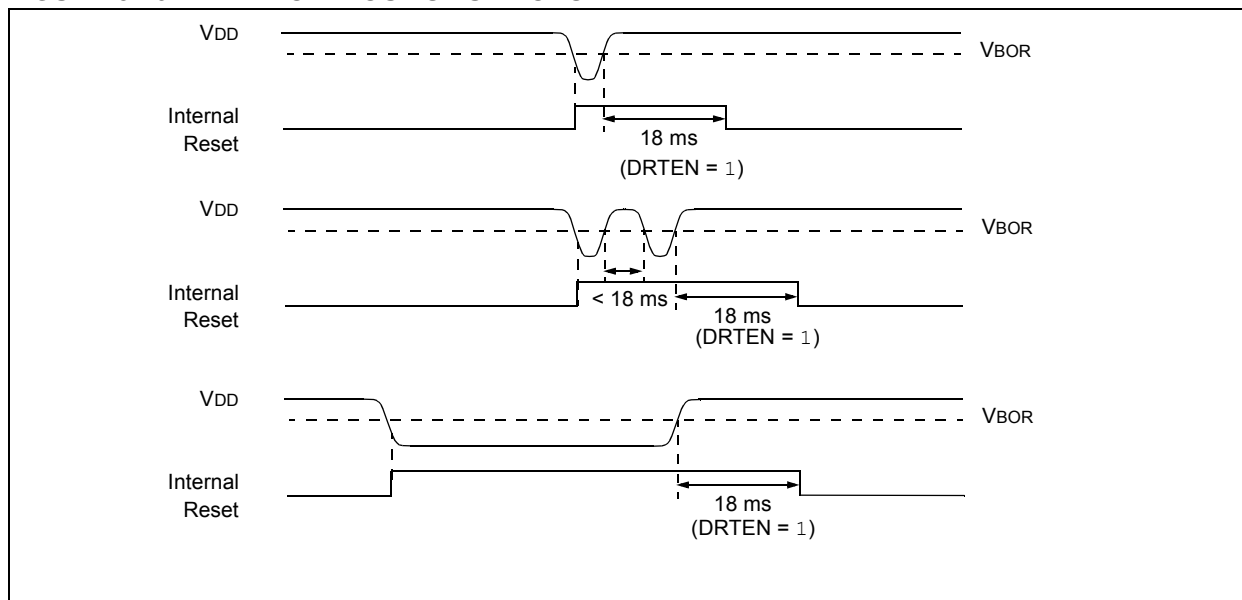 VDD
VBOR
Internal
Reset
18 ms
(DRTEN = 1)
VDD
VBOR
Internal
Reset
< 18 ms
18 ms
(DRTEN = 1)
VDD
VBOR
Internal
Reset
18 ms
(DRTEN = 1)